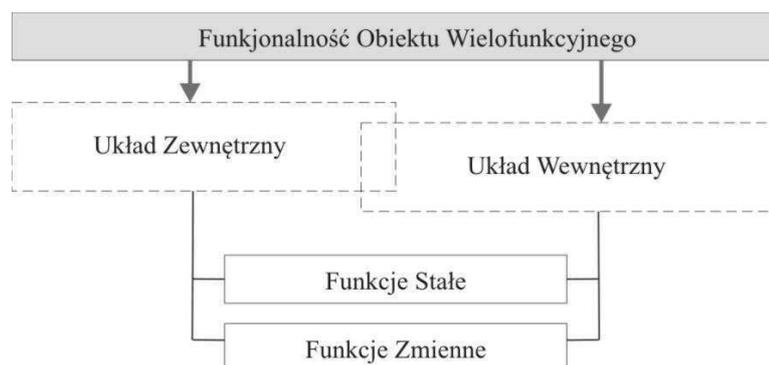 Funkjonalność Obiektu Wielofunkcyjnego
Układ Zewnętrzny
Układ Wewnętrzny
Funkcje Stałe
Funkcje Zmienne